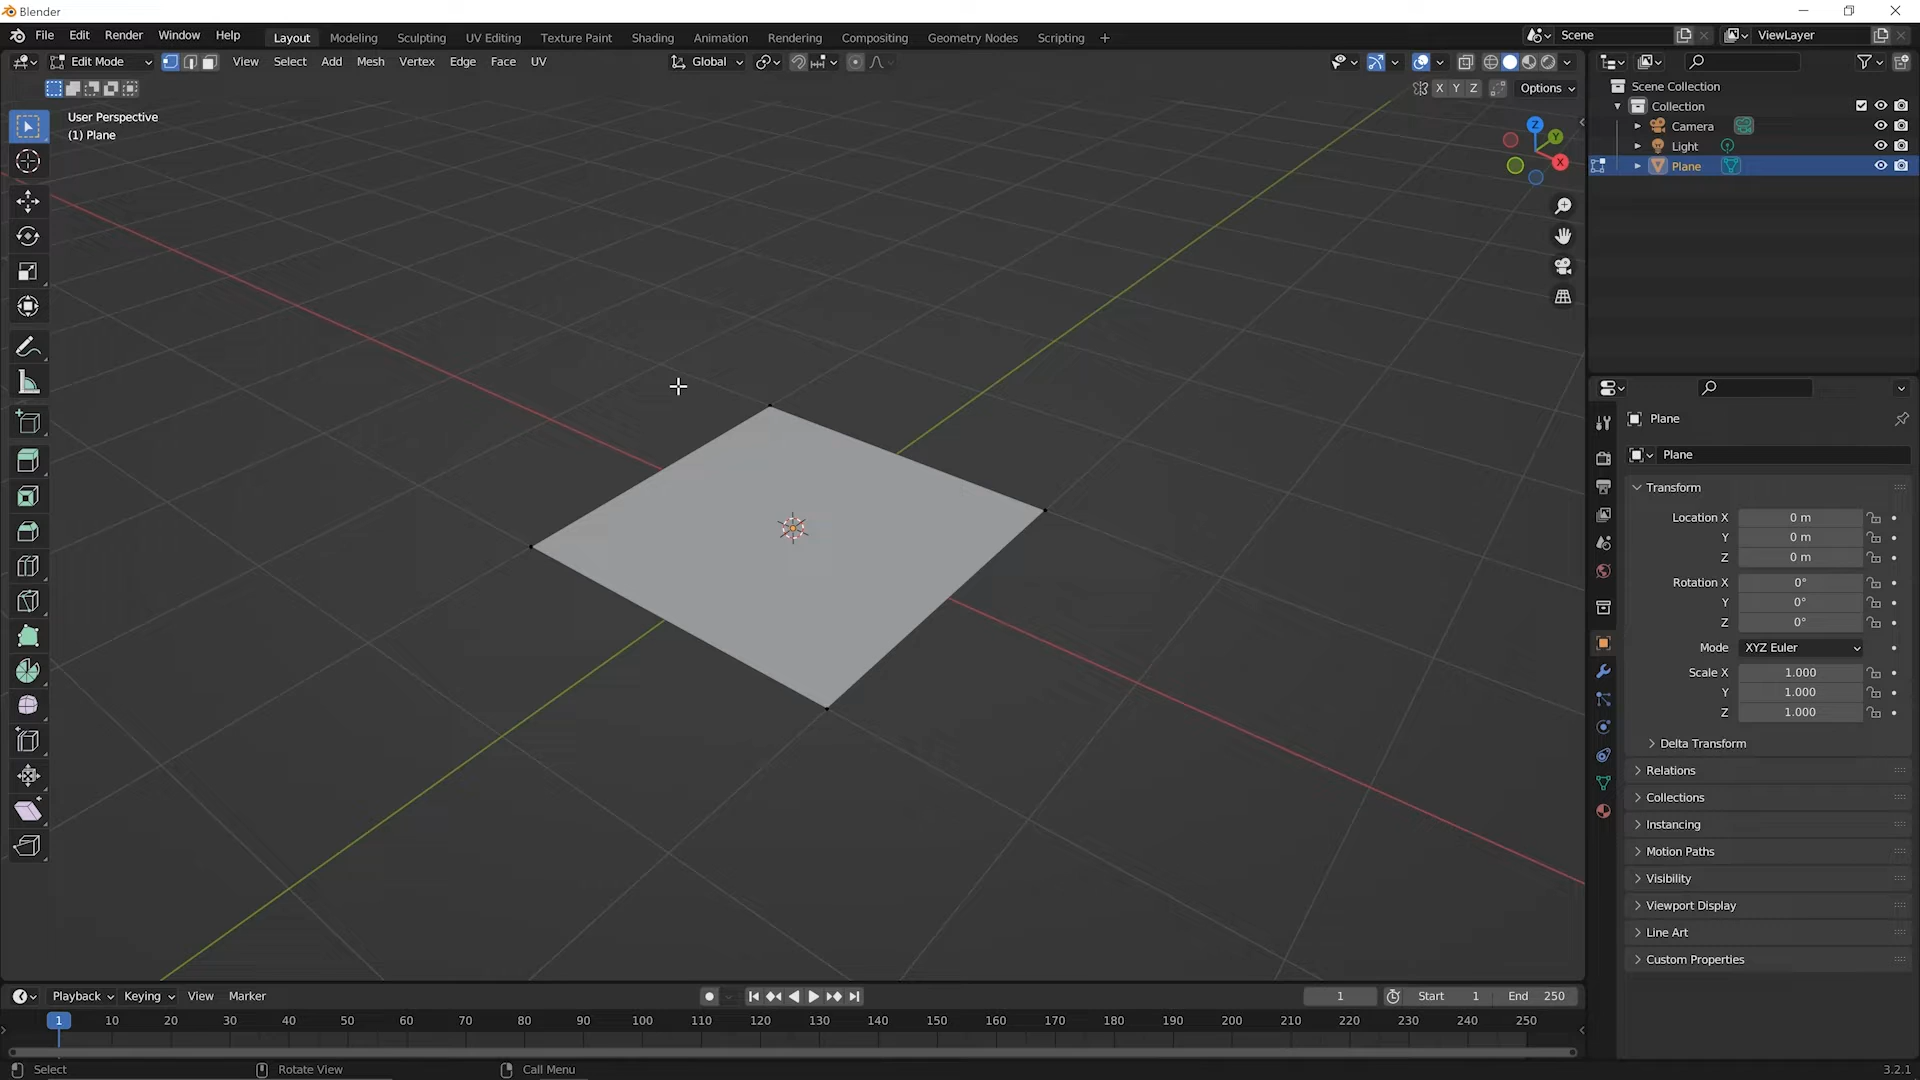 Blender
File Edit Render Window Help Layout Modeling Sculpting UV Editing Texture Paint Shading Animation Rendering Compositing Geometry Nodes Scripting + Scene ViewLayer
Edit Mode View Select Add Mesh Vertex Edge Face UV Global
X Y Z Options
User Perspective
(1) Plane
Z
Y
X
Scene Collection
Collection
Camera
Light
Plane
Plane
Plane
Transform
Location X 0 m
Y 0 m
Z 0 m
Rotation X 0°
Y 0°
Z 0°
Mode XYZ Euler
Scale X 1.000
Y 1.000
Z 1.000
Delta Transform
Relations
Collections
Instancing
Motion Paths
Visibility
Viewport Display
Line Art
Custom Properties
Playback Keying View Marker 1 Start 1 End 250
1 10 20 30 40 50 60 70 80 90 100 110 120 130 140 150 160 170 180 190 200 210 220 230 240 250
Select Rotate View Call Menu 3.2.1